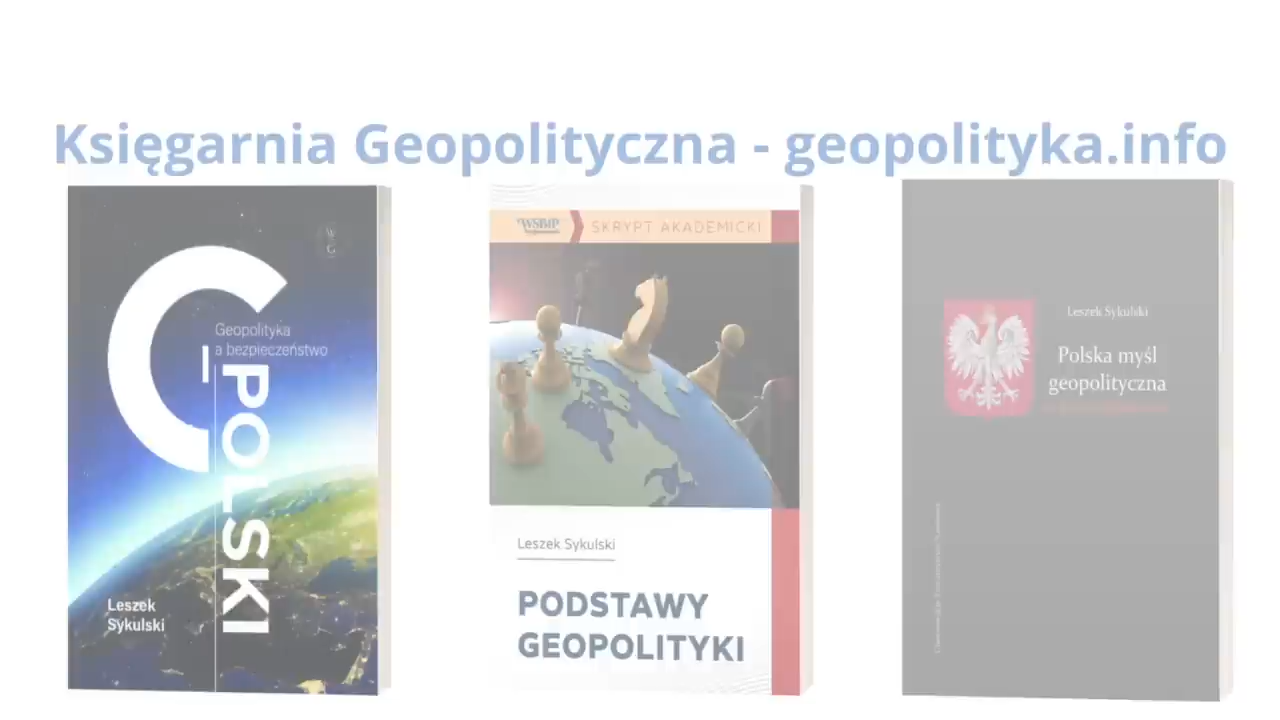 Księgarnia Geopolityczna - geopolityka.info
Geopolityka
a bezpieczeństwo
POLSKI
Leszek
Sykulski
WSBIP
SKRYPT AKADEMICKI
Leszek Sykulski
PODSTAWY
GEOPOLITYKI
Leszek Sykulski
Polska myśl
geopolityczna